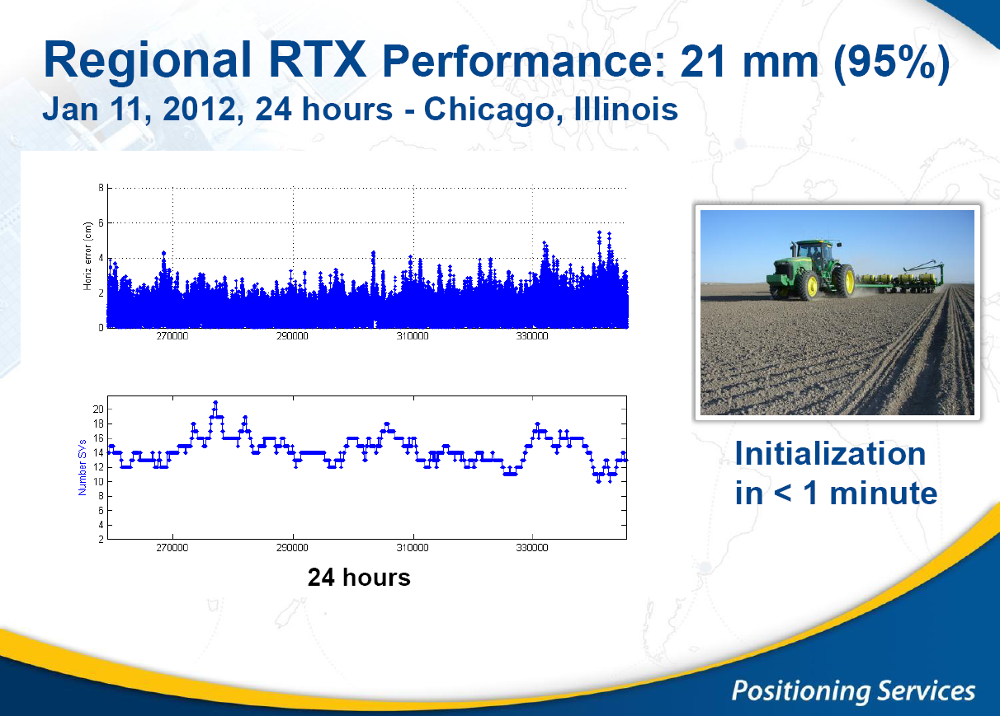 Regional RTX Performance: 21 mm (95%)
Jan 11, 2012, 24 hours - Chicago, Illinois
Horiz error (cm)
8
6
4
2
0
270000 290000 310000 330000
Number SVs
20
18
16
14
12
10
8
6
4
2
270000 290000 310000 330000
24 hours
Initialization
in < 1 minute
Positioning Services